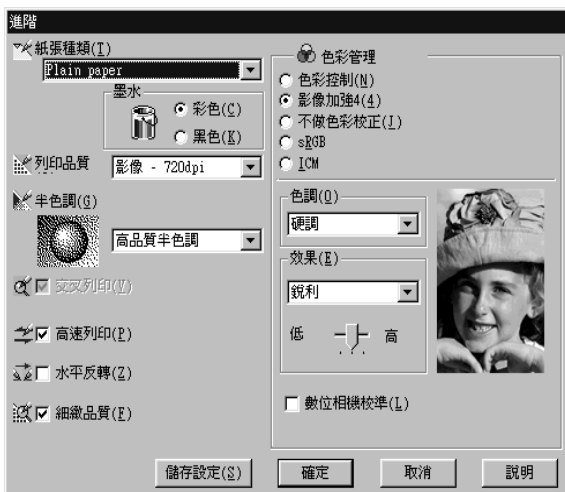 進階
紙張種類(T)
Plain paper
墨水
彩色(C)
黑色(K)
列印品質
影像 - 720dpi
半色調(G)
高品質半色調
交叉列印(V)
高速列印(P)
水平反轉(Z)
細緻品質(F)
色彩管理
色彩控制(N)
影像加強4(4)
不做色彩校正(J)
sRGB
ICM
色調(O)
硬調
效果(E)
銳利
低 高
數位相機校準(L)
儲存設定(S) 確定 取消 說明